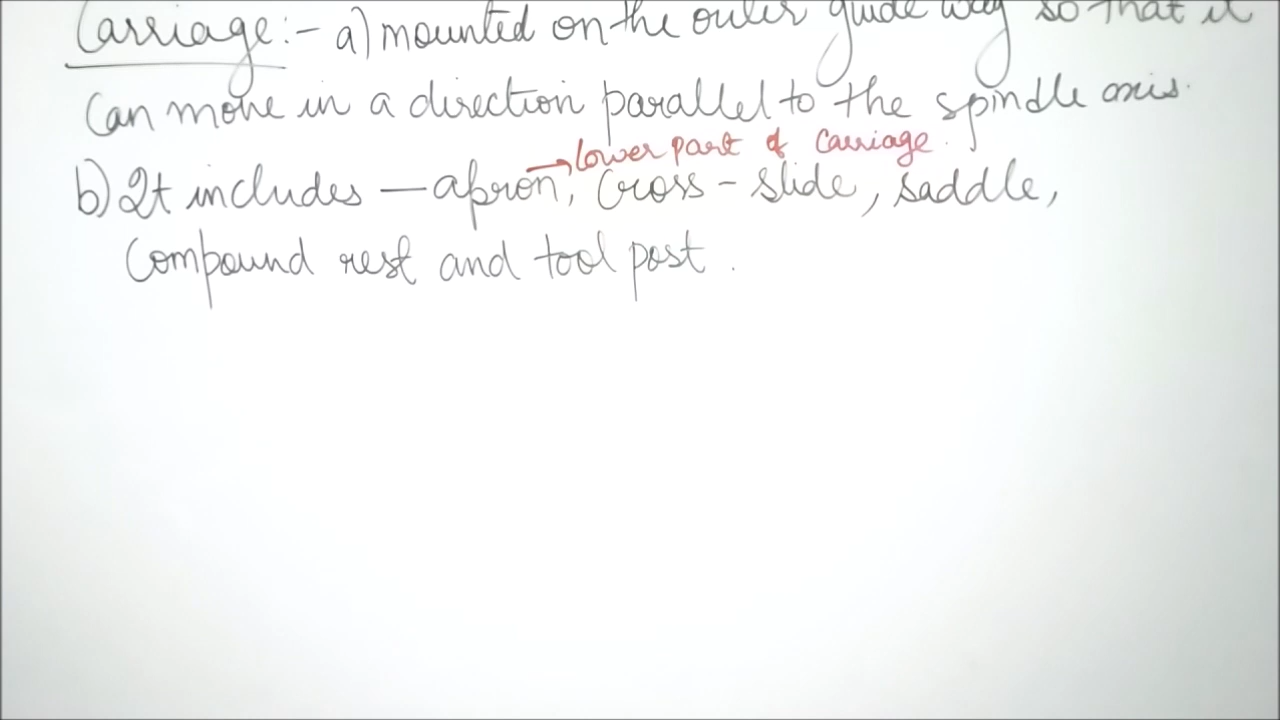 Carriage:- a) mounted on the outer guide way so that it
can move in a direction parallel to the spindle axis.
→ lower part of carriage.
b) It includes — apron, Cross - slide, saddle,
Compound rest and tool post.